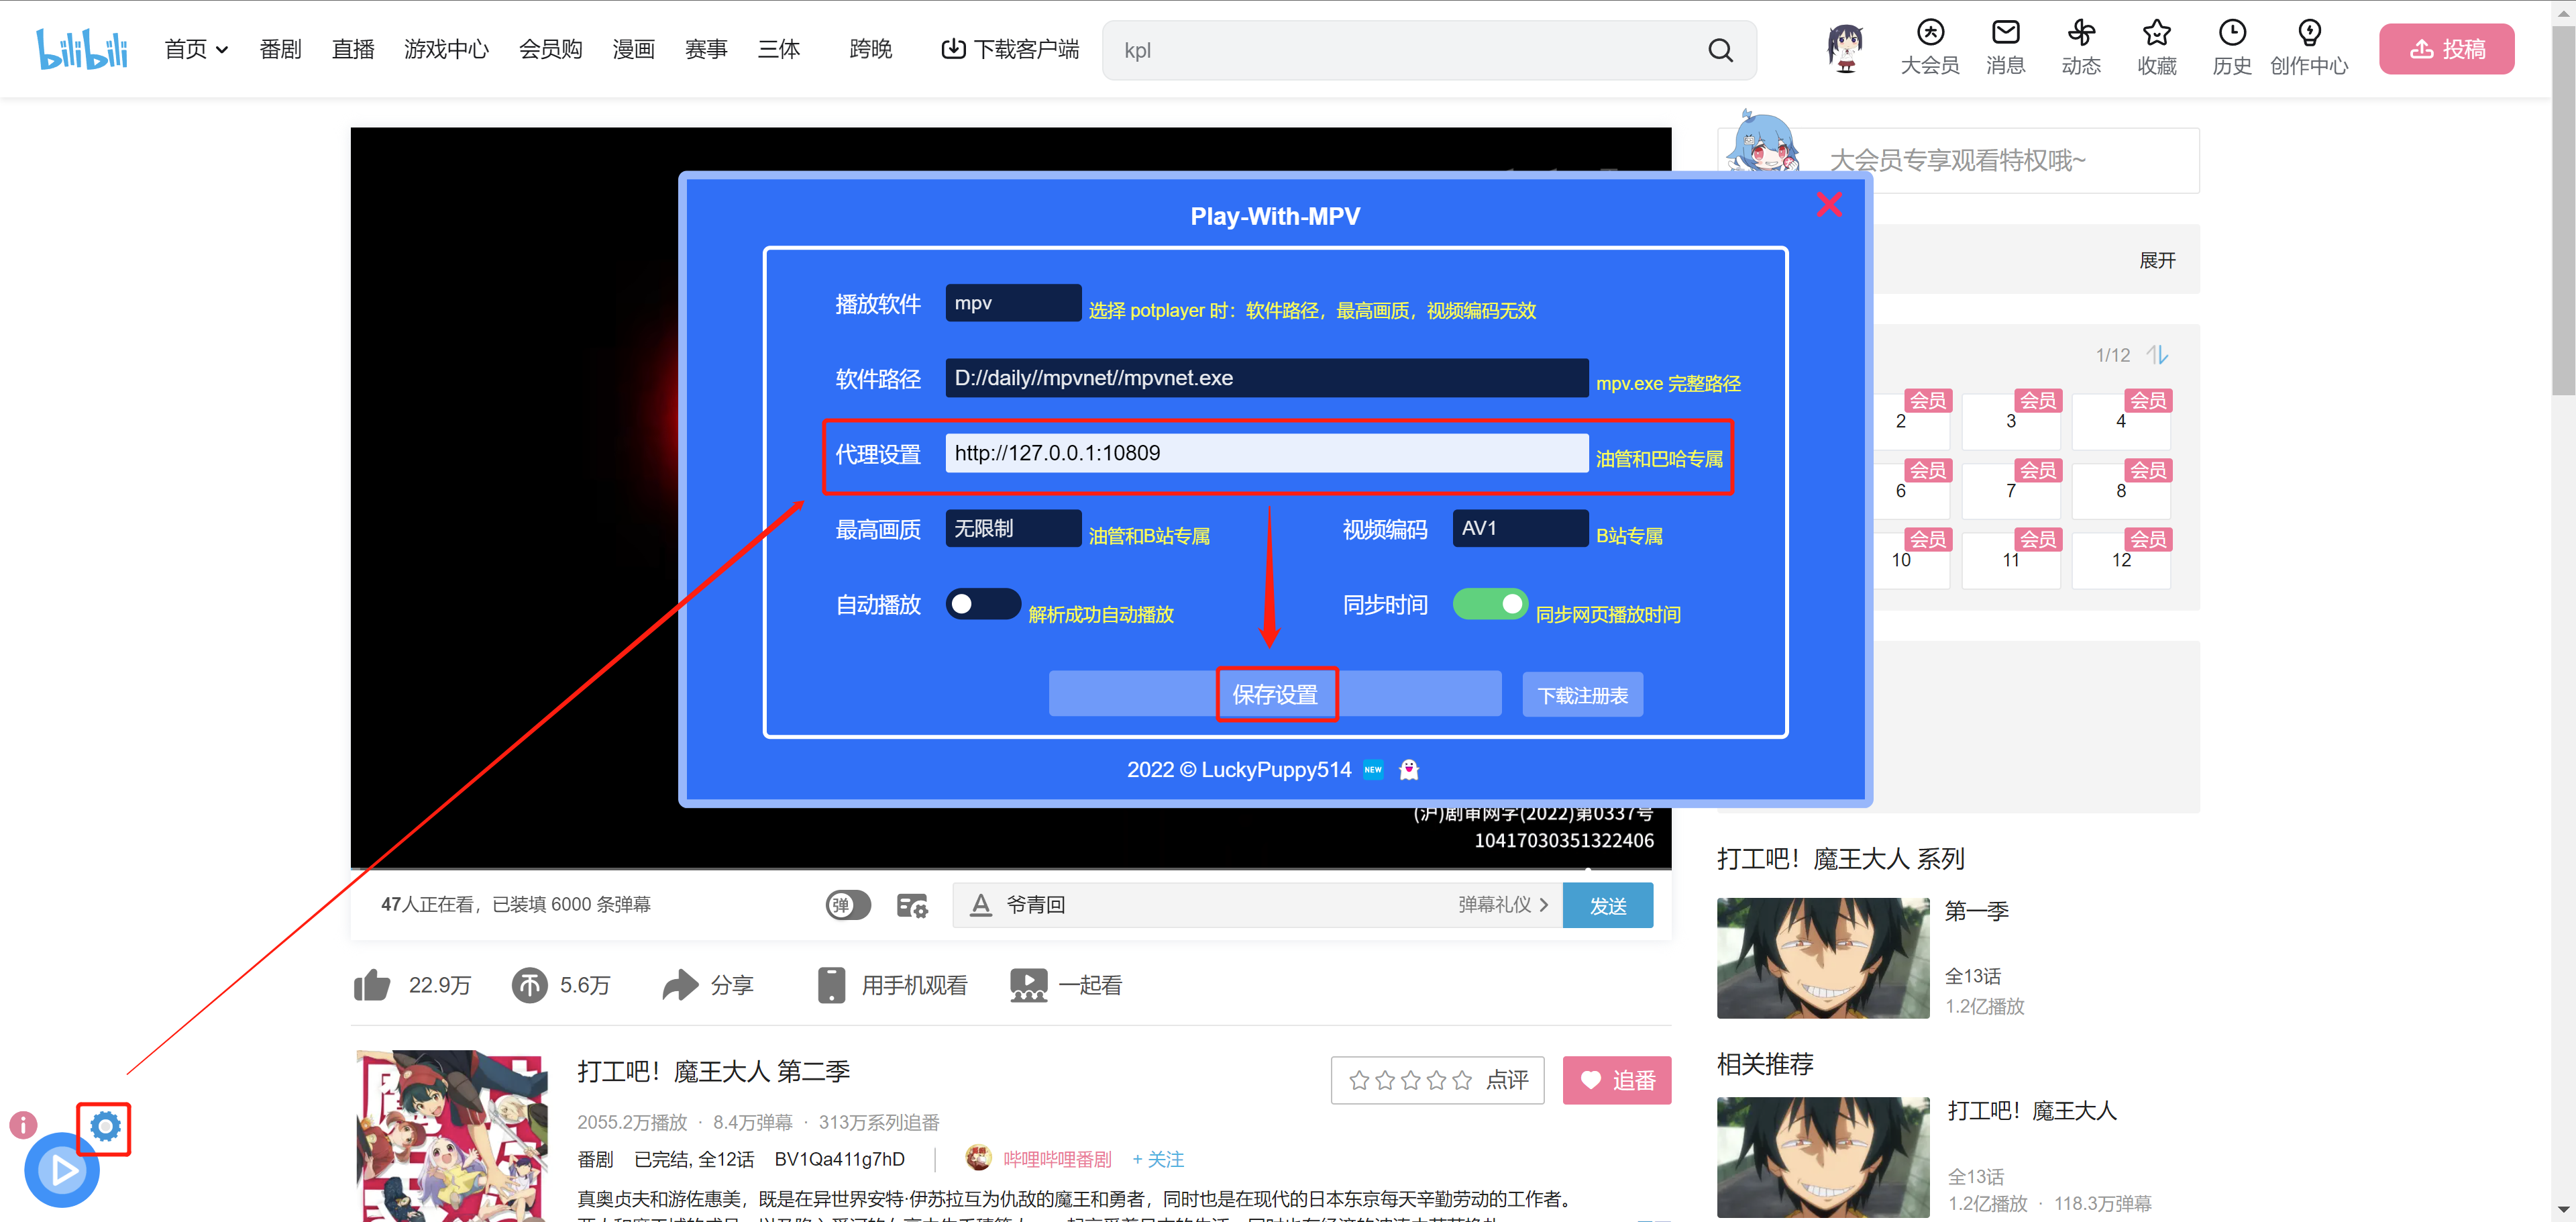 bilibili 首页 番剧 直播 游戏中心 会员购 漫画 赛事 三体 跨晚 下载客户端 kpl 大会员 消息 动态 收藏 历史 创作中心 投稿
大会员专享观看特权哦~
展开
1/12
会员 会员 会员
2 3 4
会员 会员 会员
6 7 8
会员 会员 会员
10 11 12
Play-With-MPV
播放软件 mpv 选择 potplayer 时：软件路径，最高画质，视频编码无效
软件路径 D://daily//mpvnet//mpvnet.exe mpv.exe 完整路径
代理设置 http://127.0.0.1:10809 油管和巴哈专属
最高画质 无限制 油管和B站专属 视频编码 AV1 B站专属
自动播放 解析成功自动播放 同步时间 同步网页播放时间
保存设置 下载注册表
2022 © LuckyPuppy514 NEW
(沪)剧审网字(2022)第0337号
10417030351322406
47人正在看，已装填 6000 条弹幕 弹 A 爷青回 弹幕礼仪 发送
22.9万 5.6万 分享 用手机观看 一起看
打工吧！魔王大人 第二季 点评 追番
2055.2万播放 · 8.4万弹幕 · 313万系列追番
番剧 已完结, 全12话 BV1Qa411g7hD 哔哩哔哩番剧 + 关注
真奥贞夫和游佐惠美，既是在异世界安特·伊苏拉互为仇敌的魔王和勇者，同时也是在现代的日本东京每天辛勤劳动的工作者。
打工吧！魔王大人 系列
第一季
全13话
1.2亿播放
相关推荐
打工吧！魔王大人
全13话
1.2亿播放 · 118.3万弹幕